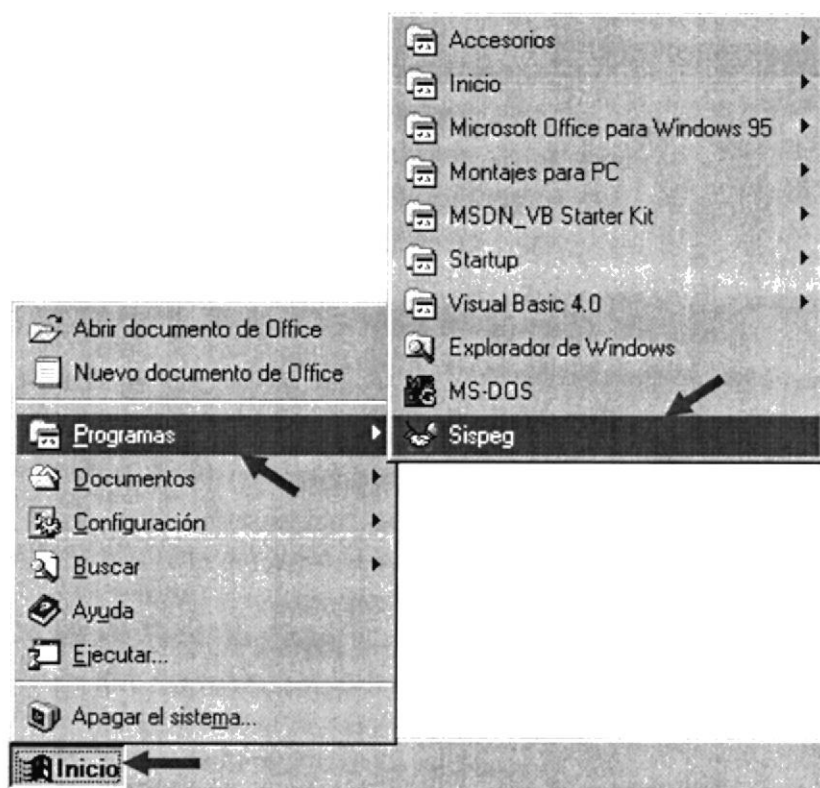 Accesorios
Inicio
Microsoft Office para Windows 95
Montajes para PC
MSDN_VB Starter Kit
Startup
Visual Basic 4.0
Explorador de Windows
MS-DOS
Sispeg
Abrir documento de Office
Nuevo documento de Office
Programas
Documentos
Configuración
Buscar
Ayuda
Ejecutar...
Apagar el sistema...
Inicio